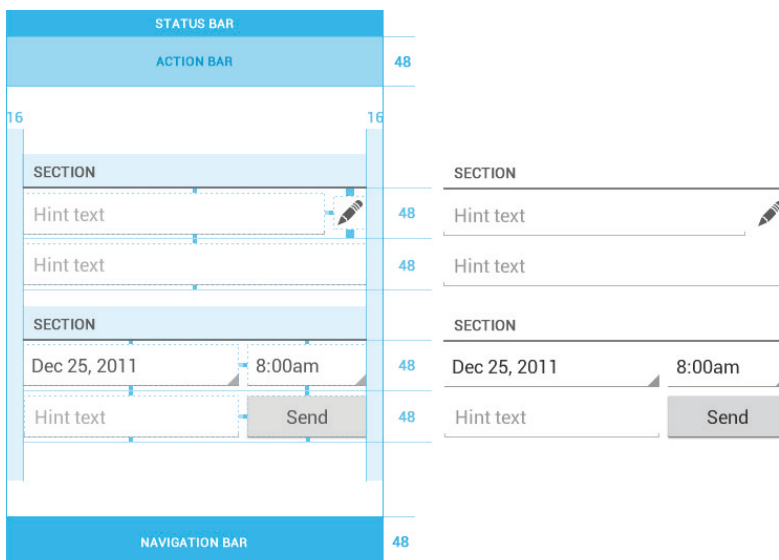 STATUS BAR
ACTION BAR
48
16
16
SECTION
Hint text
48
Hint text
48
SECTION
Dec 25, 2011
8:00am
48
Hint text
Send
48
NAVIGATION BAR
48
SECTION
Hint text
Hint text
SECTION
Dec 25, 2011
8:00am
Hint text
Send